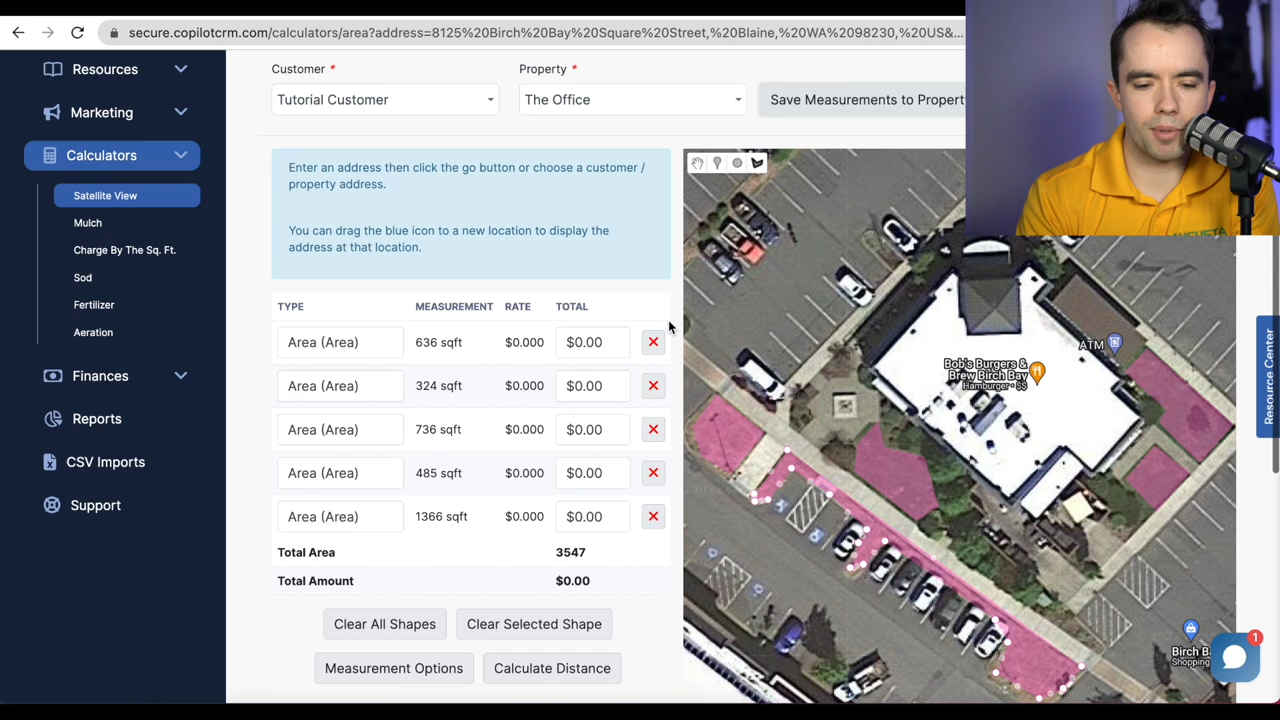 secure.copilotcrm.com/calculators/area?address=8125%20Birch%20Bay%20Square%20Street,%20Blaine,%20WA%2098230,%20US&...
Resources
Marketing
Calculators
Satellite View
Mulch
Charge By The Sq. Ft.
Sod
Fertilizer
Aeration
Finances
Reports
CSV Imports
Support
Customer *
Property *
Tutorial Customer
The Office
Save Measurements to Propert
Enter an address then click the go button or choose a customer /
property address.
You can drag the blue icon to a new location to display the
address at that location.
TYPE MEASUREMENT RATE TOTAL
Area (Area) 636 sqft $0.000 $0.00
Area (Area) 324 sqft $0.000 $0.00
Area (Area) 736 sqft $0.000 $0.00
Area (Area) 485 sqft $0.000 $0.00
Area (Area) 1366 sqft $0.000 $0.00
Total Area 3547
Total Amount $0.00
Clear All Shapes
Clear Selected Shape
Measurement Options
Calculate Distance
ATM
Bob's Burgers &
Brew Birch Bay
Hamburger • $$
Birch B
Shopping
Resource Center
1
AUGUSTA